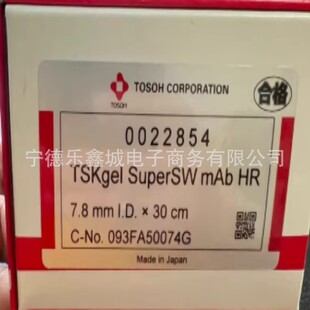 TOSOH CORPORATION
TOSOH
合格
0022854
宁德乐鑫城电子商务有限公司
TSKgel SuperSW mAb HR
7.8 mm I.D. × 30 cm
C-No. 093FA50074G
Made in Japan